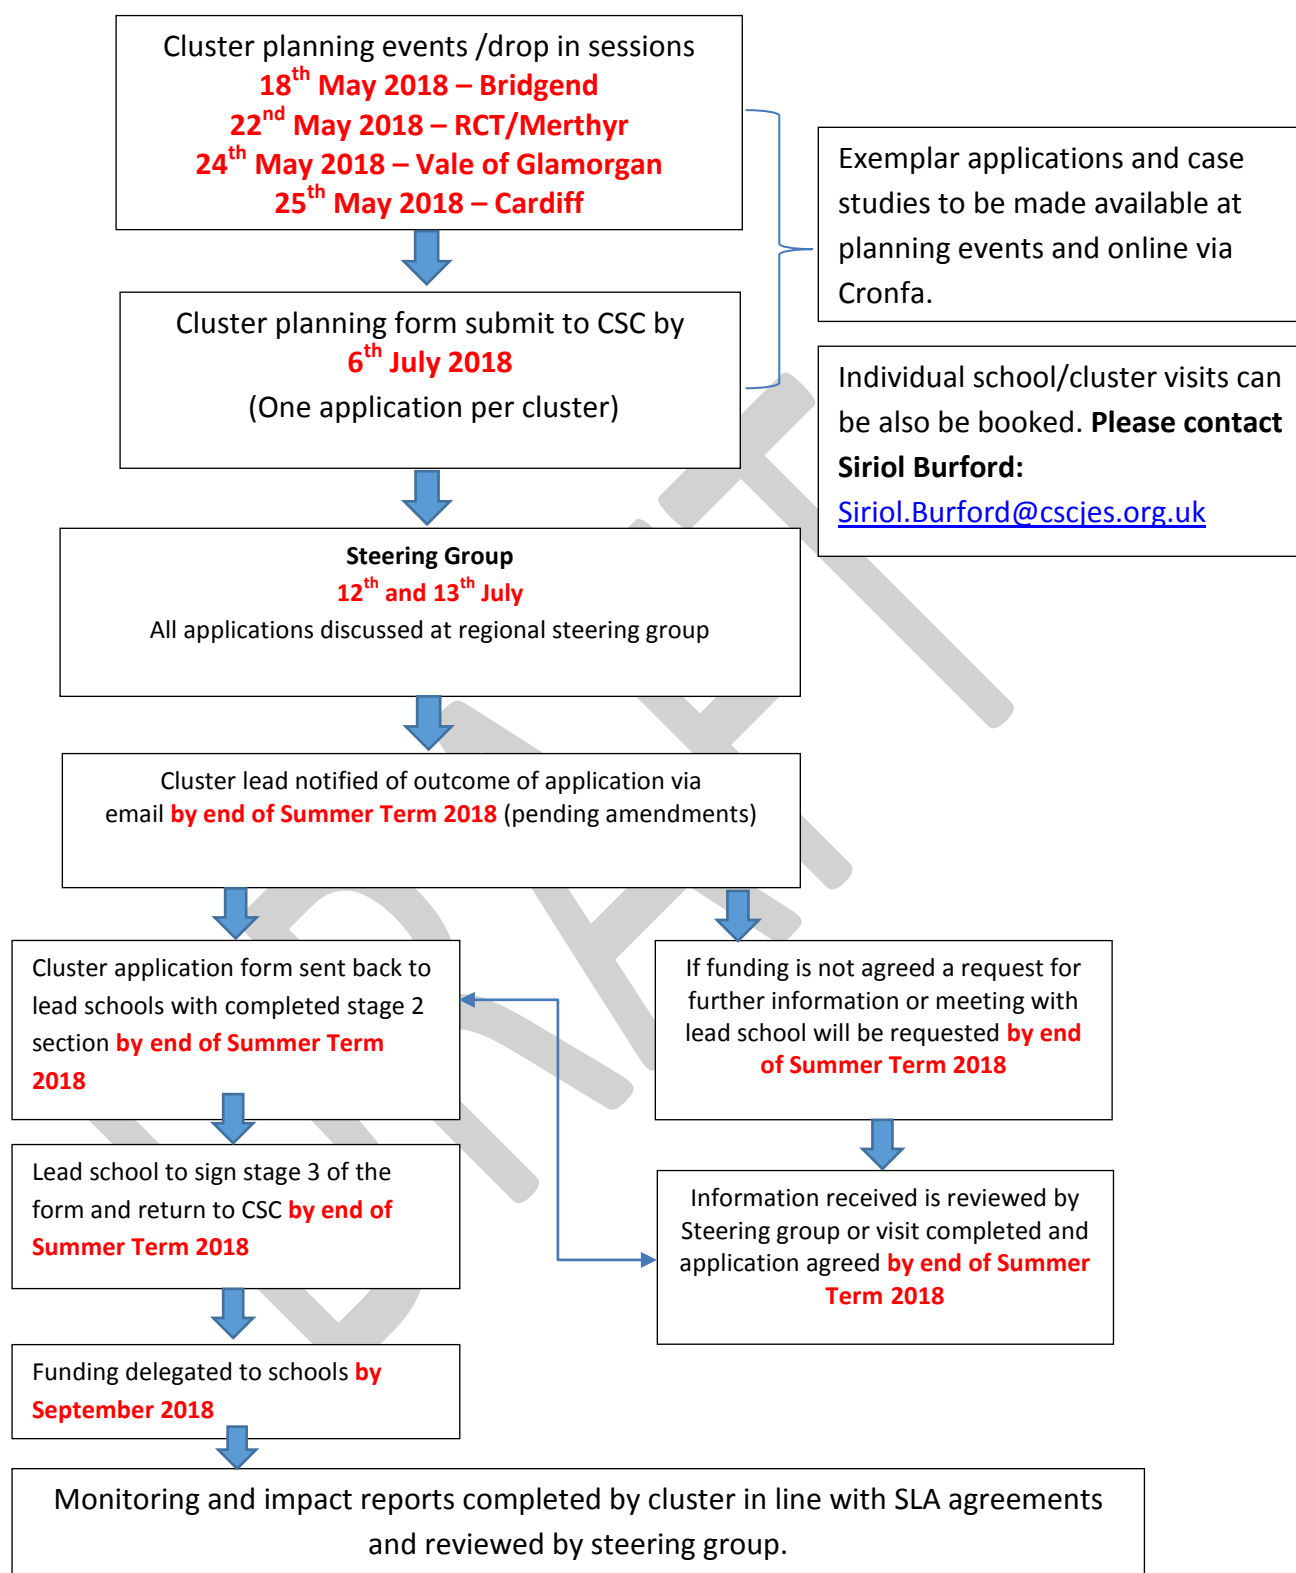 Cluster planning events /drop in sessions
18th May 2018 – Bridgend
22nd May 2018 – RCT/Merthyr
24th May 2018 – Vale of Glamorgan
25th May 2018 – Cardiff
Exemplar applications and case
studies to be made available at
planning events and online via
Cronfa.
Cluster planning form submit to CSC by
6th July 2018
(One application per cluster)
Individual school/cluster visits can
be also be booked. Please contact
Siriol Burford:
Siriol.Burford@cscjes.org.uk
Steering Group
12th and 13th July
All applications discussed at regional steering group
Cluster lead notified of outcome of application via
email by end of Summer Term 2018 (pending amendments)
Cluster application form sent back to
lead schools with completed stage 2
section by end of Summer Term
2018
If funding is not agreed a request for
further information or meeting with
lead school will be requested by end
of Summer Term 2018
Lead school to sign stage 3 of the
form and return to CSC by end of
Summer Term 2018
Information received is reviewed by
Steering group or visit completed and
application agreed by end of Summer
Term 2018
Funding delegated to schools by
September 2018
Monitoring and impact reports completed by cluster in line with SLA agreements
and reviewed by steering group.
DRAFT